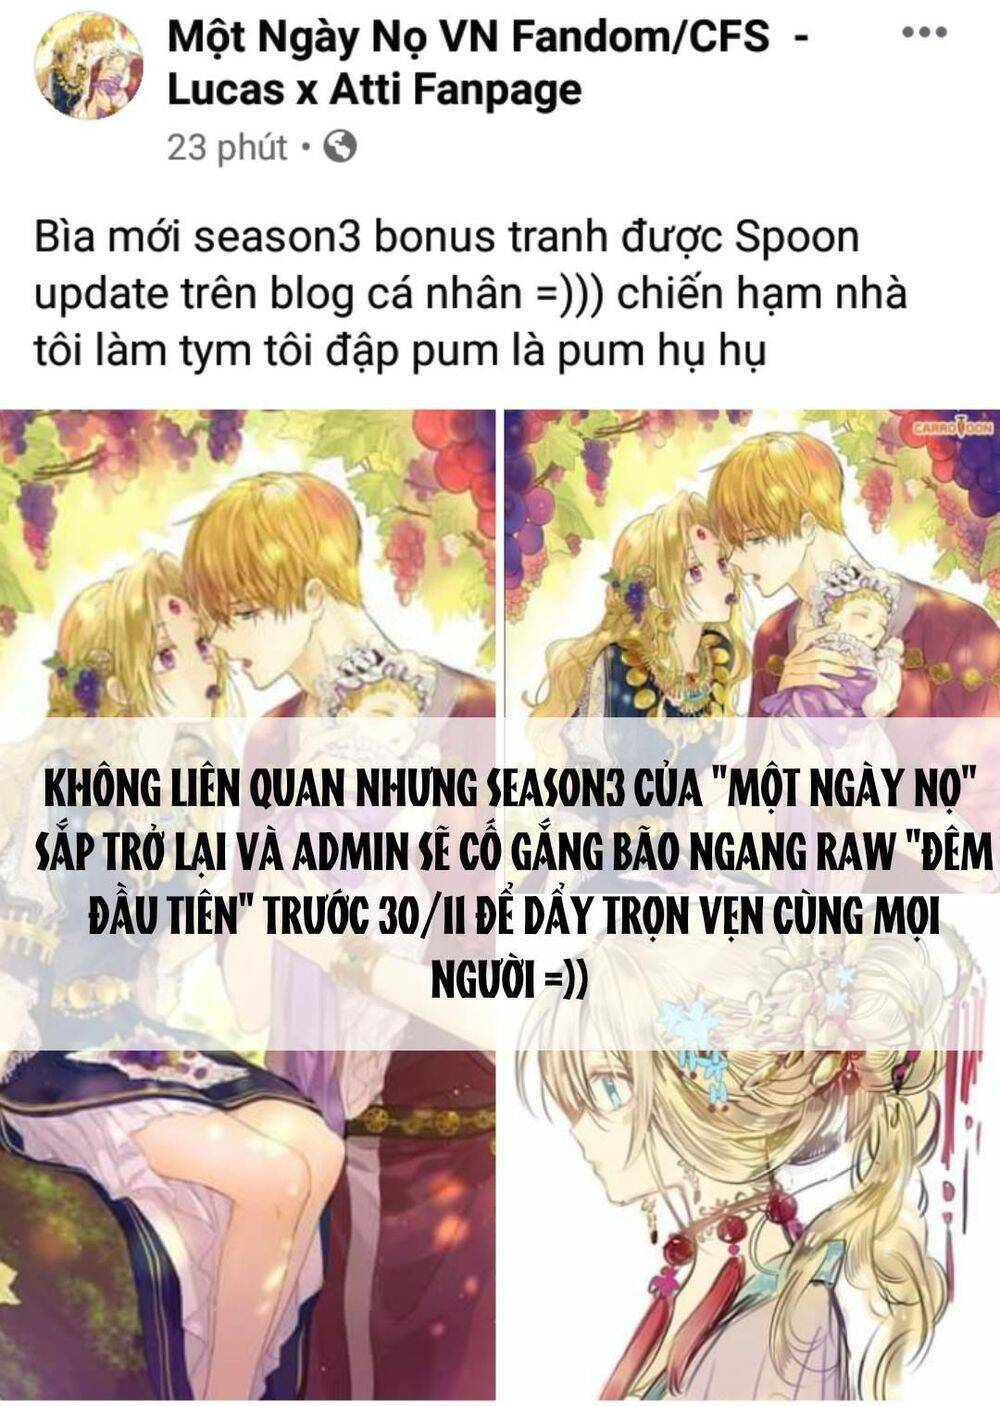 Một Ngày Nọ VN Fandom/CFS -
Lucas x Atti Fanpage
23 phút •
Bìa mới season3 bonus tranh được Spoon
update trên blog cá nhân =))) chiến hạm nhà
tôi làm tym tôi đập pum là pum hụ hụ
CARROTOON
KHÔNG LIÊN QUAN NHƯNG SEASON3 CỦA "MỘT NGÀY NỌ"
SẮP TRỞ LẠI VÀ ADMIN SẼ CỐ GẮNG BÃO NGANG RAW "ĐÊM
ĐẦU TIÊN" TRƯỚC 30/11 ĐỂ DẨY TRỌN VẸN CÙNG MỌI
NGƯỜI =))